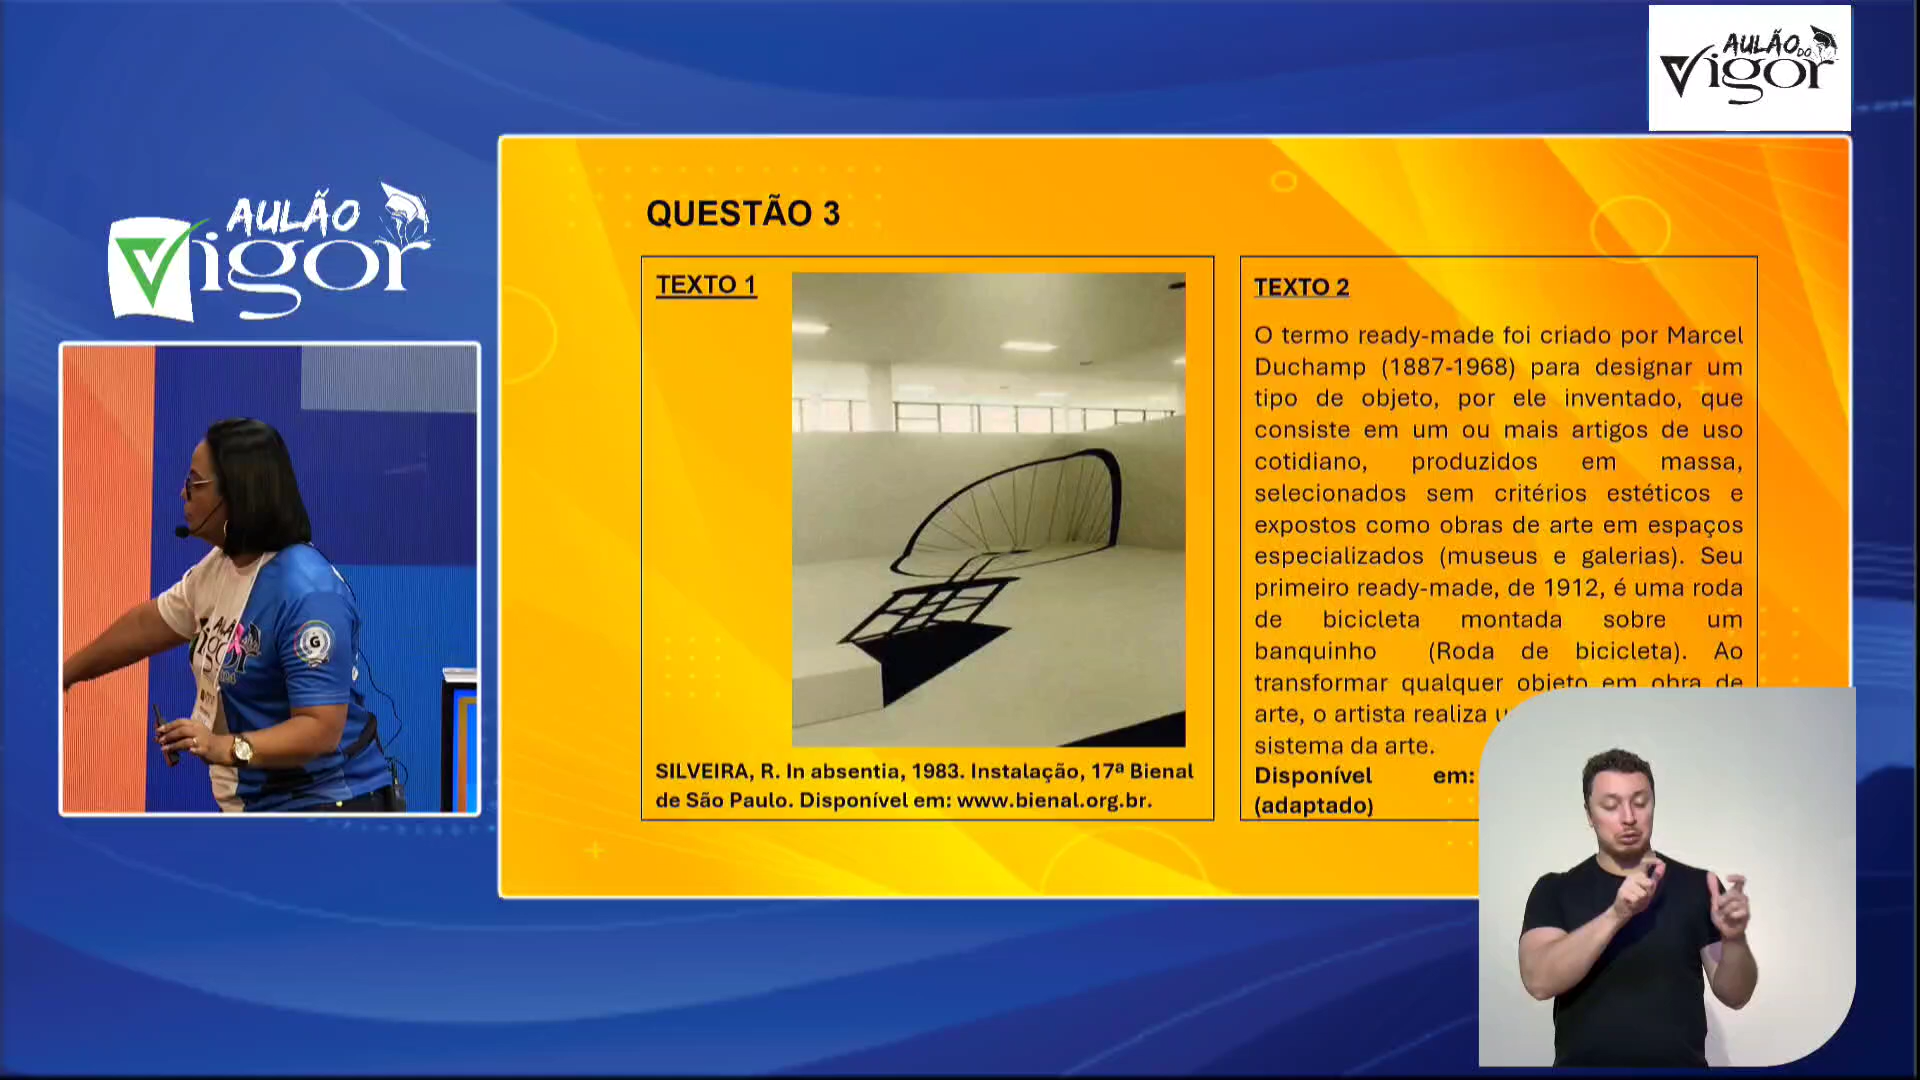 AULÃO DO
Vigor
AULÃO
Vigor
QUESTÃO 3
TEXTO 1
SILVEIRA, R. In absentia, 1983. Instalação, 17ª Bienal
de São Paulo. Disponível em: www.bienal.org.br.
TEXTO 2
O termo ready-made foi criado por Marcel
Duchamp (1887-1968) para designar um
tipo de objeto, por ele inventado, que
consiste em um ou mais artigos de uso
cotidiano, produzidos em massa,
selecionados sem critérios estéticos e
expostos como obras de arte em espaços
especializados (museus e galerias). Seu
primeiro ready-made, de 1912, é uma roda
de bicicleta montada sobre um
banquinho (Roda de bicicleta). Ao
transformar qualquer objeto em obra de
arte, o artista realiza
sistema da arte.
Disponível em:
(adaptado)